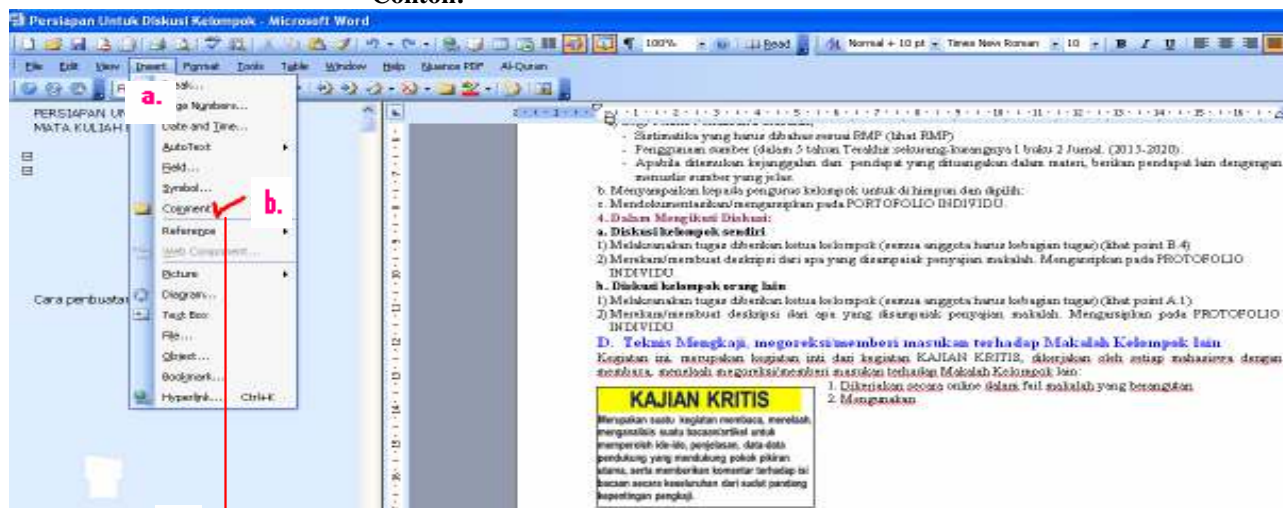 Contoh:
Persiapan Untuk Diskusi Kelompok - Microsoft Word
100% Read Normal + 10 pt Times New Roman 10 B I U
File Edit View Insert Format Tools Table Window Help Nuance PDF Al-Quran
a.
Page Numbers...
Date and Time...
AutoText
Field...
Symbol...
Comment
b.
Reference
Web Component...
Picture
Diagram...
Text Box
File...
Object...
Bookmark...
Hyperlink... Ctrl+K
PERSIAPAN UN
MATA KULIAH
Cara perbuatan
- Sistimatika yang harus dibahas sesuai RMP (lihat RMP)
- Penggunaan sumber (dalam 5 tahun Terakhir sekurang-kurangnya 1 buku 2 Jurnal. (2015-2020).
- Apabila ditemukan kejanggalan dan pendapat yang dituangkan dalam materi, berikan pendapat lain dengengan
menulis sumber yang jelas.
b. Menyampaikan kepada pengurus kelompok untuk di himpun dan dipilih:
c. Mendokumentasikan/mengarsipkan pada PORTOFOLIO INDIVIDU.
4. Dalam Mengikuti Diskusi:
a. Diskusi kelompok sendiri
1) Melaksanakan tugas diberikan ketua kelompok (semua anggota harus kebagian tugas) (lihat point B.4)
2) Merekam/membuat deskripsi dari apa yang disampaiak penyajian makalah. Mengarsipkan pada PROTOFOLIO
INDIVIDU.
b. Diskusi kelompok orang lain
1) Melaksanakan tugas diberikan ketua kelompok (semua anggota harus kebagian tugas) (lihat point A.1)
2) Merekam/membuat deskripsi dari apa yang disampaiak penyajian makalah. Mengarsipkan pada PROTOFOLIO
INDIVIDU
D. Teknis Mengkaji, megoreksi/memberi masukan terhadap Makalah Kelompok lain
Kegiatan ini merupakan kegiatan inti dari kegiatan KAJIAN KRITIS, dikerjakan oleh setiap mahasiswa dengan
membaca, menelaah megoreksi/memberi masukan terhadap Makalah Kelompok lain:
1. Dikerjakan secara online dalam fail makalah yang bersangutan
2. Mengunakan
KAJIAN KRITIS
Merupakan suatu kegiatan membaca, menelaah,
menganalisis suatu bacaan/artikel untuk
memperoleh ide-ide, penjelasan, data-data
pendukung yang mendukung pokok pikiran
utama, serta memberikan komentar terhadap isi
bacaan secara keseluruhan dari sudut pandang
kepentingan pengkaji.